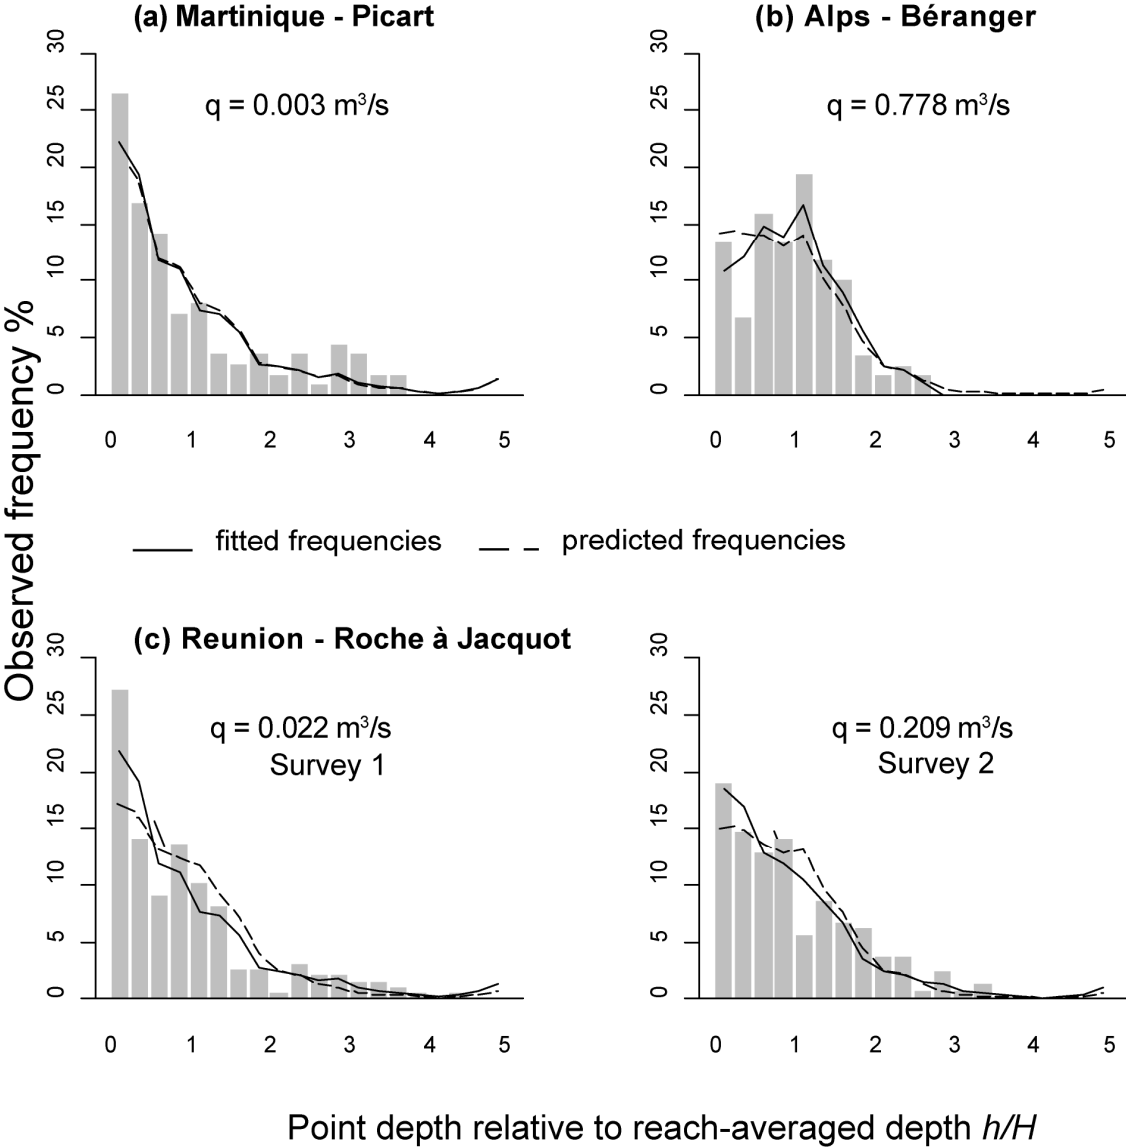 (a) Martinique - Picart
(b) Alps - Béranger
30
25
20
15
10
5
0
q = 0.003 m³/s
0 1 2 3 4 5
30
25
20
15
10
5
0
q = 0.778 m³/s
0 1 2 3 4 5
Observed frequency %
fitted frequencies
predicted frequencies
(c) Reunion - Roche à Jacquot
30
25
20
15
10
5
0
q = 0.022 m³/s
Survey 1
0 1 2 3 4 5
30
25
20
15
10
5
0
q = 0.209 m³/s
Survey 2
0 1 2 3 4 5
Point depth relative to reach-averaged depth h/H